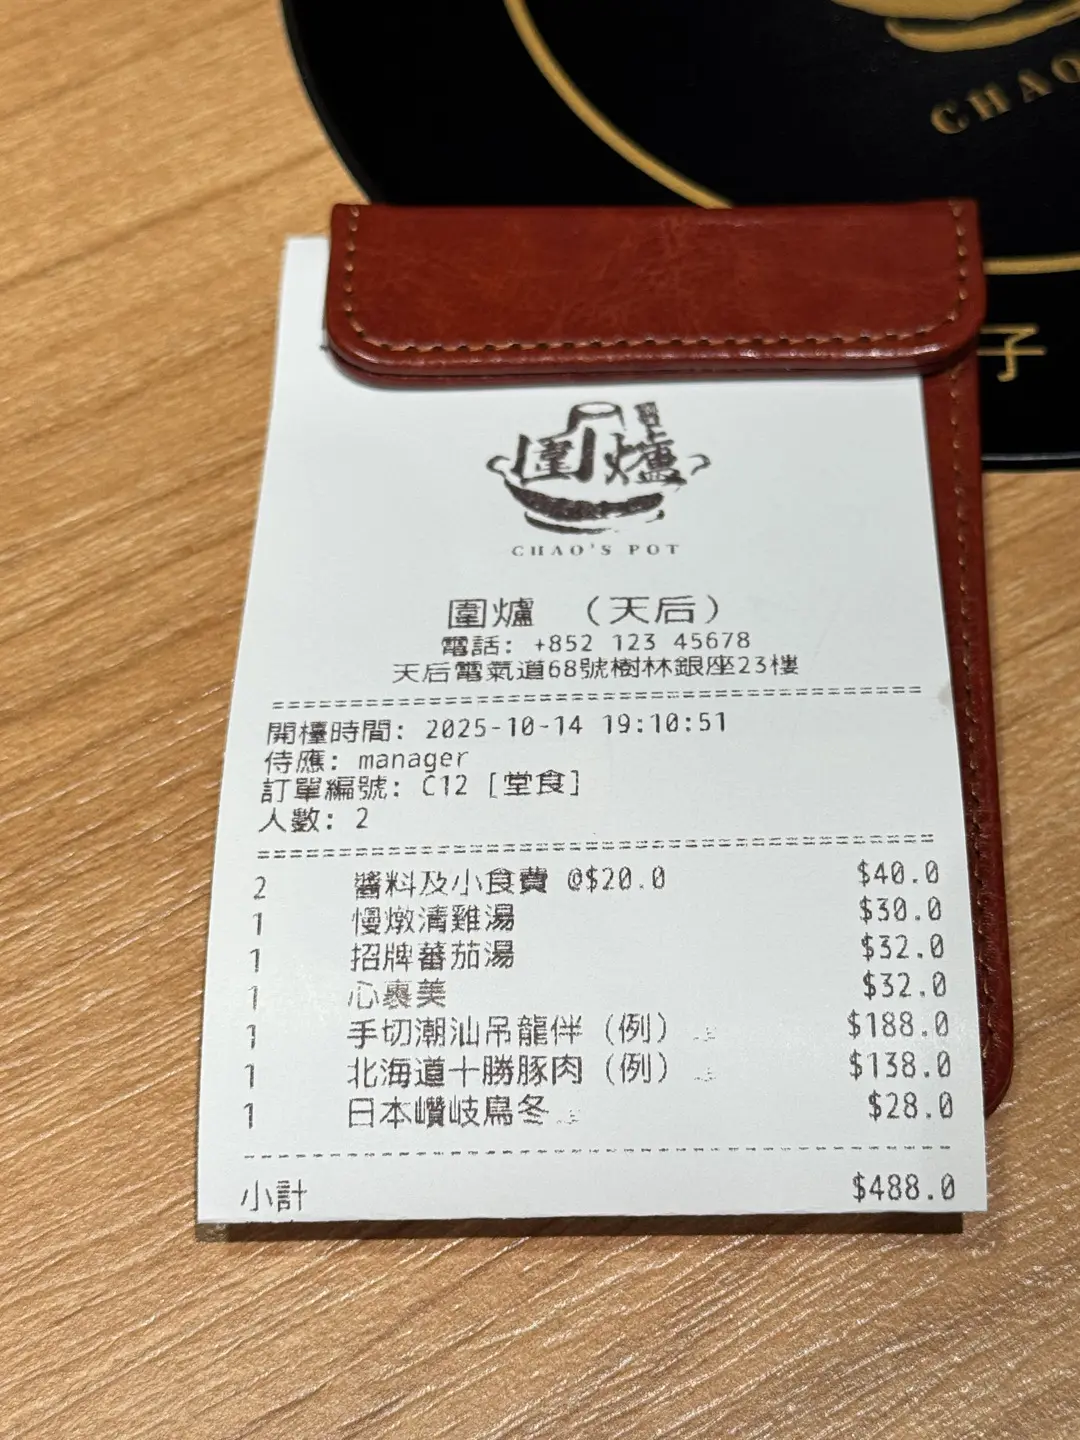 CHAO
子
圍爐
CHAO'S POT
圍爐 （天后）
電話: +852 123 45678
天后電氣道68號樹林銀座23樓
開檯時間: 2025-10-14 19:10:51
侍應: manager
訂單編號: C12 [堂食]
人數: 2
2 醬料及小食費 @$20.0 $40.0
1 慢燉清雞湯 $30.0
1 招牌蕃茄湯 $32.0
1 心裹美 $32.0
1 手切潮汕吊龍伴（例） $188.0
1 北海道十勝豚肉（例） $138.0
1 日本讚岐烏冬 $28.0
小計 $488.0